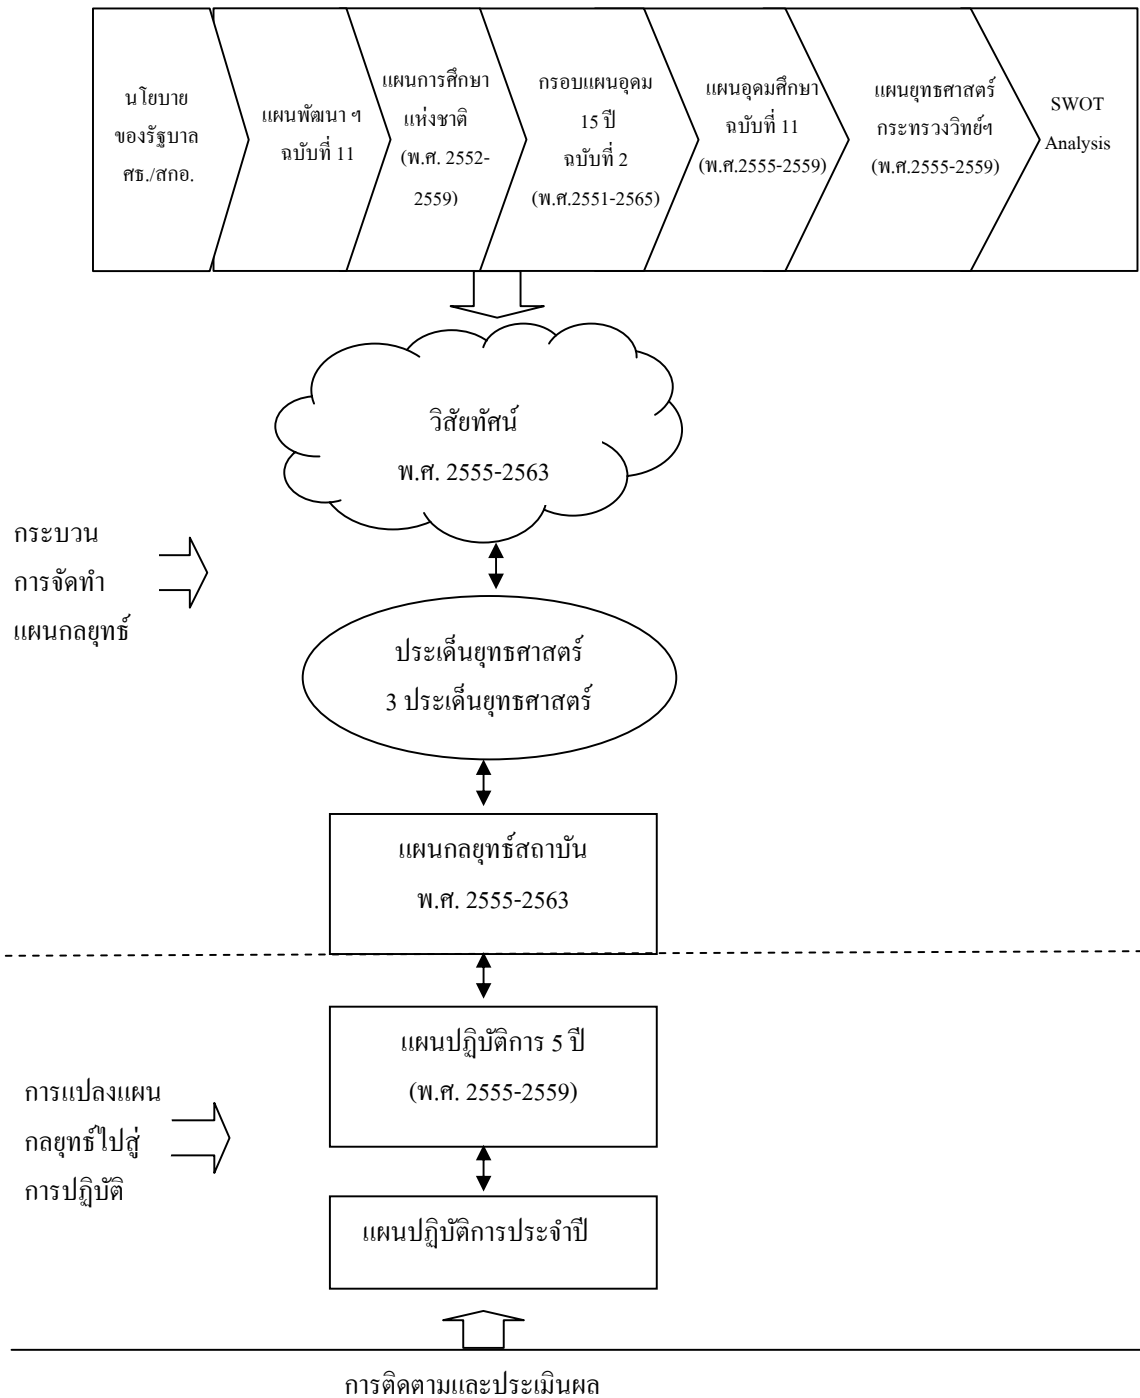 นโยบาย
ของรัฐบาล
ศธ./สกอ.
แผนพัฒนา ฯ
ฉบับที่ 11
แผนการศึกษา
แห่งชาติ
(พ.ศ. 2552-
2559)
กรอบแผนอุดม
15 ปี
ฉบับที่ 2
(พ.ศ.2551-2565)
แผนอุดมศึกษา
ฉบับที่ 11
(พ.ศ.2555-2559)
แผนยุทธศาสตร์
กระทรวงวิทย์ฯ
(พ.ศ.2555-2559)
SWOT
Analysis
วิสัยทัศน์
พ.ศ. 2555-2563
กระบวน
การจัดทำ
แผนกลยุทธ์
ประเด็นยุทธศาสตร์
3 ประเด็นยุทธศาสตร์
แผนกลยุทธ์สถาบัน
พ.ศ. 2555-2563
แผนปฏิบัติการ 5 ปี
(พ.ศ. 2555-2559)
การแปลงแผน
กลยุทธ์ไปสู่
การปฏิบัติ
แผนปฏิบัติการประจำปี
การติดตามและประเมินผล